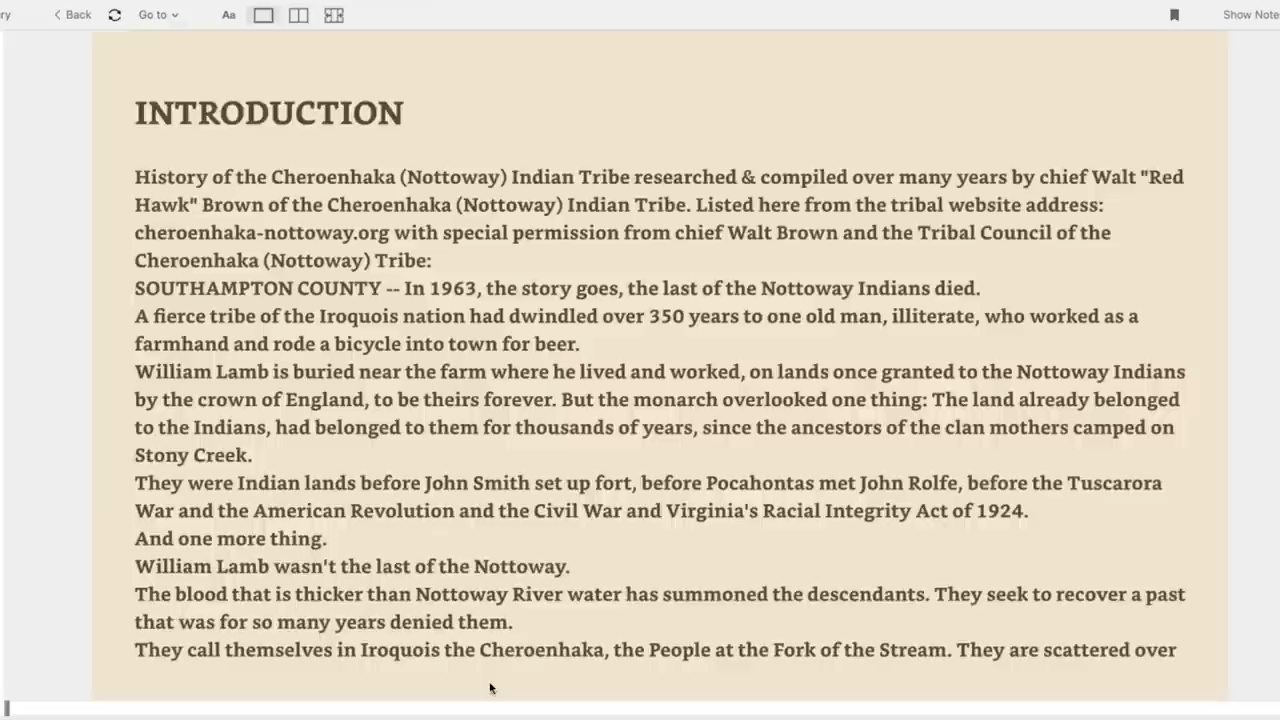 ry
Back
Go to
Aa
Show Note
INTRODUCTION
History of the Cheroenhaka (Nottoway) Indian Tribe researched & compiled over many years by chief Walt "Red
Hawk" Brown of the Cheroenhaka (Nottoway) Indian Tribe. Listed here from the tribal website address:
cheroenhaka-nottoway.org with special permission from chief Walt Brown and the Tribal Council of the
Cheroenhaka (Nottoway) Tribe:
SOUTHAMPTON COUNTY -- In 1963, the story goes, the last of the Nottoway Indians died.
A fierce tribe of the Iroquois nation had dwindled over 350 years to one old man, illiterate, who worked as a
farmhand and rode a bicycle into town for beer.
William Lamb is buried near the farm where he lived and worked, on lands once granted to the Nottoway Indians
by the crown of England, to be theirs forever. But the monarch overlooked one thing: The land already belonged
to the Indians, had belonged to them for thousands of years, since the ancestors of the clan mothers camped on
Stony Creek.
They were Indian lands before John Smith set up fort, before Pocahontas met John Rolfe, before the Tuscarora
War and the American Revolution and the Civil War and Virginia's Racial Integrity Act of 1924.
And one more thing.
William Lamb wasn't the last of the Nottoway.
The blood that is thicker than Nottoway River water has summoned the descendants. They seek to recover a past
that was for so many years denied them.
They call themselves in Iroquois the Cheroenhaka, the People at the Fork of the Stream. They are scattered over